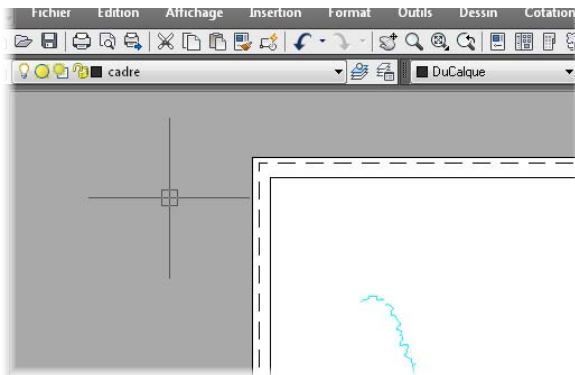 Fichier Edition Affichage Insertion Format Outils Dessin Cotation
cadre DuCalque